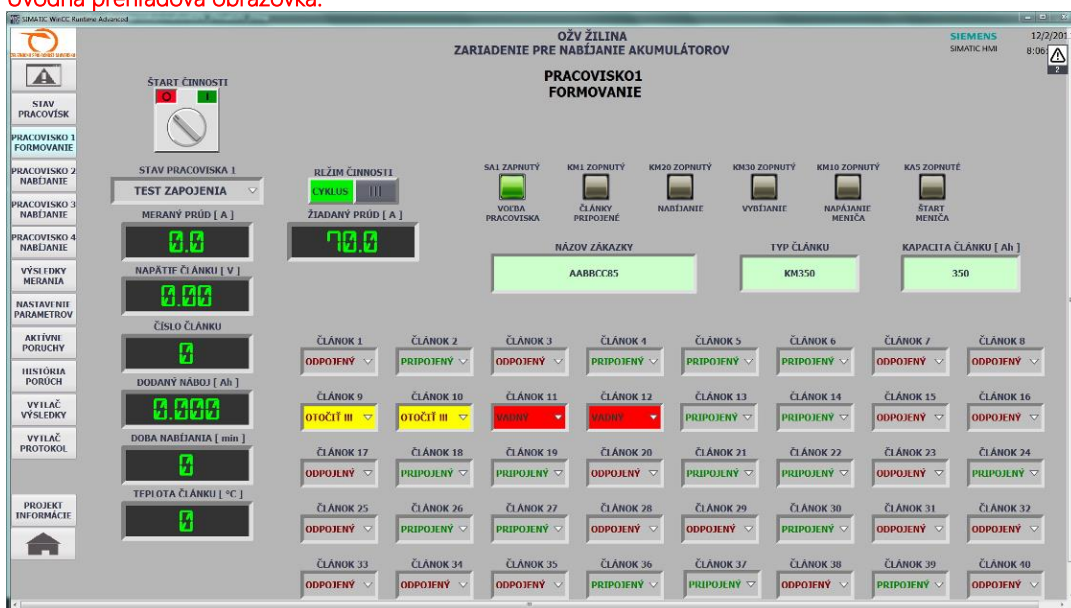 Úvodná prehľadová obrazovka.
SIMATIC WinCC Runtime Advanced
OŽV ŽILINA
ZARIADENIE PRE NABÍJANIE AKUMULÁTOROV
SIEMENS
SIMATIC HMI
12/2/201
8:06:
2
PRACOVISKO1
FORMOVANIE
STAV
PRACOVÍSK
PRACOVISKO 1
FORMOVANIE
PRACOVISKO 2
NABÍJANIE
PRACOVISKO 3
NABÍJANIE
PRACOVISKO 4
NABÍJANIE
VÝSLEDKY
MERANIA
NASTAVENIE
PARAMETROV
AKTÍVNE
PORUCHY
HISTÓRIA
PORÚCH
VYTLAČ
VÝSLEDKY
VYTLAČ
PROTOKOL
PROJEKT
INFORMÁCIE
ŠTART ČINNOSTI
O I
STAV PRACOVISKA 1
TEST ZAPOJENIA
MERANÝ PRÚD [ A ]
0.0
NAPÄTIE ČLÁNKU [ V ]
0.00
ČÍSLO ČLÁNKU
0
DODANÝ NÁBOJ [ Ah ]
0.000
DOBA NABÍJANIA [ min ]
0
TEPLOTA ČLÁNKU [ °C ]
0
REŽIM ČINNOSTI
CYKLUS
ŽIADANÝ PRÚD [ A ]
70.0
SA1 ZAPNUTÝ KM1 ZOPNUTÝ KM20 ZOPNUTÝ KM30 ZOPNUTÝ KM10 ZOPNUTÝ KA5 ZOPNUTÉ
VOĽBA PRACOVISKA
ČLÁNKY PRIPOJENÉ
NABÍJANIE
VYBÍJANIE
NAPÁJANIE MENIČA
ŠTART MENIČA
NÁZOV ZÁKAZKY TYP ČLÁNKU KAPACITA ČLÁNKU [ Ah ]
AABBCC85 KM350 350
ČLÁNOK 1 ČLÁNOK 2 ČLÁNOK 3 ČLÁNOK 4 ČLÁNOK 5 ČLÁNOK 6 ČLÁNOK 7 ČLÁNOK 8
ODPOJENÝ PRIPOJENÝ ODPOJENÝ PRIPOJENÝ PRIPOJENÝ PRIPOJENÝ ODPOJENÝ ODPOJENÝ
ČLÁNOK 9 ČLÁNOK 10 ČLÁNOK 11 ČLÁNOK 12 ČLÁNOK 13 ČLÁNOK 14 ČLÁNOK 15 ČLÁNOK 16
OTOČIŤ !!! OTOČIŤ !!! VADNÝ VADNÝ PRIPOJENÝ PRIPOJENÝ ODPOJENÝ ODPOJENÝ
ČLÁNOK 17 ČLÁNOK 18 ČLÁNOK 19 ČLÁNOK 20 ČLÁNOK 21 ČLÁNOK 22 ČLÁNOK 23 ČLÁNOK 24
ODPOJENÝ PRIPOJENÝ PRIPOJENÝ ODPOJENÝ PRIPOJENÝ PRIPOJENÝ ODPOJENÝ PRIPOJENÝ
ČLÁNOK 25 ČLÁNOK 26 ČLÁNOK 27 ČLÁNOK 28 ČLÁNOK 29 ČLÁNOK 30 ČLÁNOK 31 ČLÁNOK 32
ODPOJENÝ PRIPOJENÝ PRIPOJENÝ ODPOJENÝ ODPOJENÝ PRIPOJENÝ ODPOJENÝ ODPOJENÝ
ČLÁNOK 33 ČLÁNOK 34 ČLÁNOK 35 ČLÁNOK 36 ČLÁNOK 37 ČLÁNOK 38 ČLÁNOK 39 ČLÁNOK 40
ODPOJENÝ ODPOJENÝ ODPOJENÝ PRIPOJENÝ PRIPOJENÝ ODPOJENÝ PRIPOJENÝ ODPOJENÝ